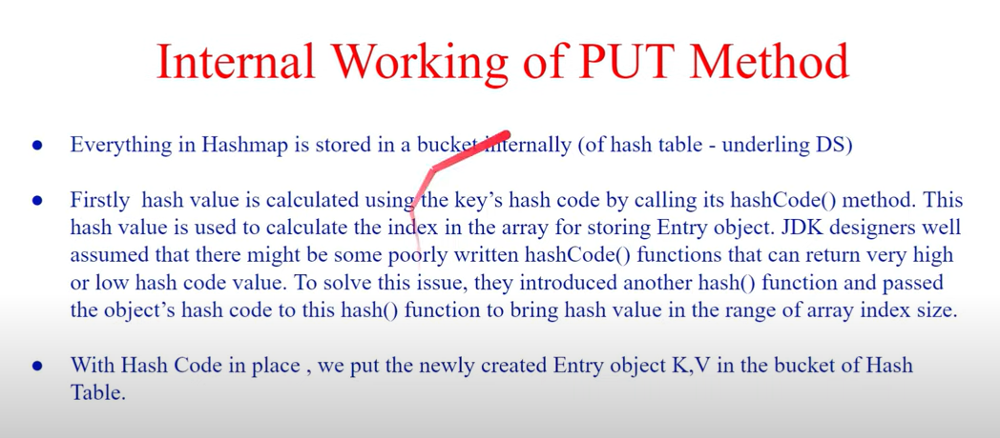 Internal Working of PUT Method
● Everything in Hashmap is stored in a bucket internally (of hash table - underling DS)
● Firstly hash value is calculated using the key's hash code by calling its hashCode() method. This
hash value is used to calculate the index in the array for storing Entry object. JDK designers well
assumed that there might be some poorly written hashCode() functions that can return very high
or low hash code value. To solve this issue, they introduced another hash() function and passed
the object's hash code to this hash() function to bring hash value in the range of array index size.
● With Hash Code in place , we put the newly created Entry object K,V in the bucket of Hash
Table.